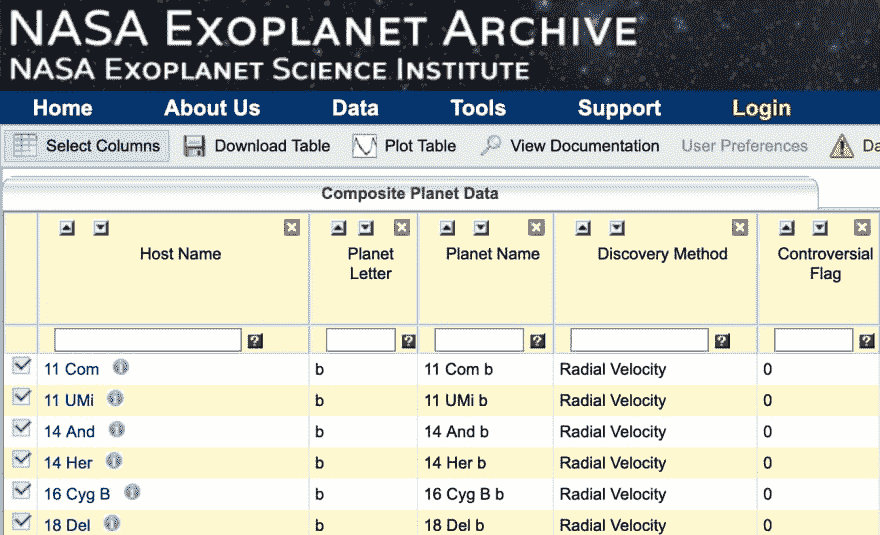 NASA EXOPLANET ARCHIVE
NASA EXOPLANET SCIENCE INSTITUTE
Home About Us Data Tools Support Login
Select Columns Download Table Plot Table View Documentation User Preferences Da
Composite Planet Data
Host Name Planet Letter Planet Name Discovery Method Controversial Flag
? ? ? ? ?
11 Com b 11 Com b Radial Velocity 0
11 UMi b 11 UMi b Radial Velocity 0
14 And b 14 And b Radial Velocity 0
14 Her b 14 Her b Radial Velocity 0
16 Cyg B b 16 Cyg B b Radial Velocity 0
18 Del b 18 Del b Radial Velocity 0